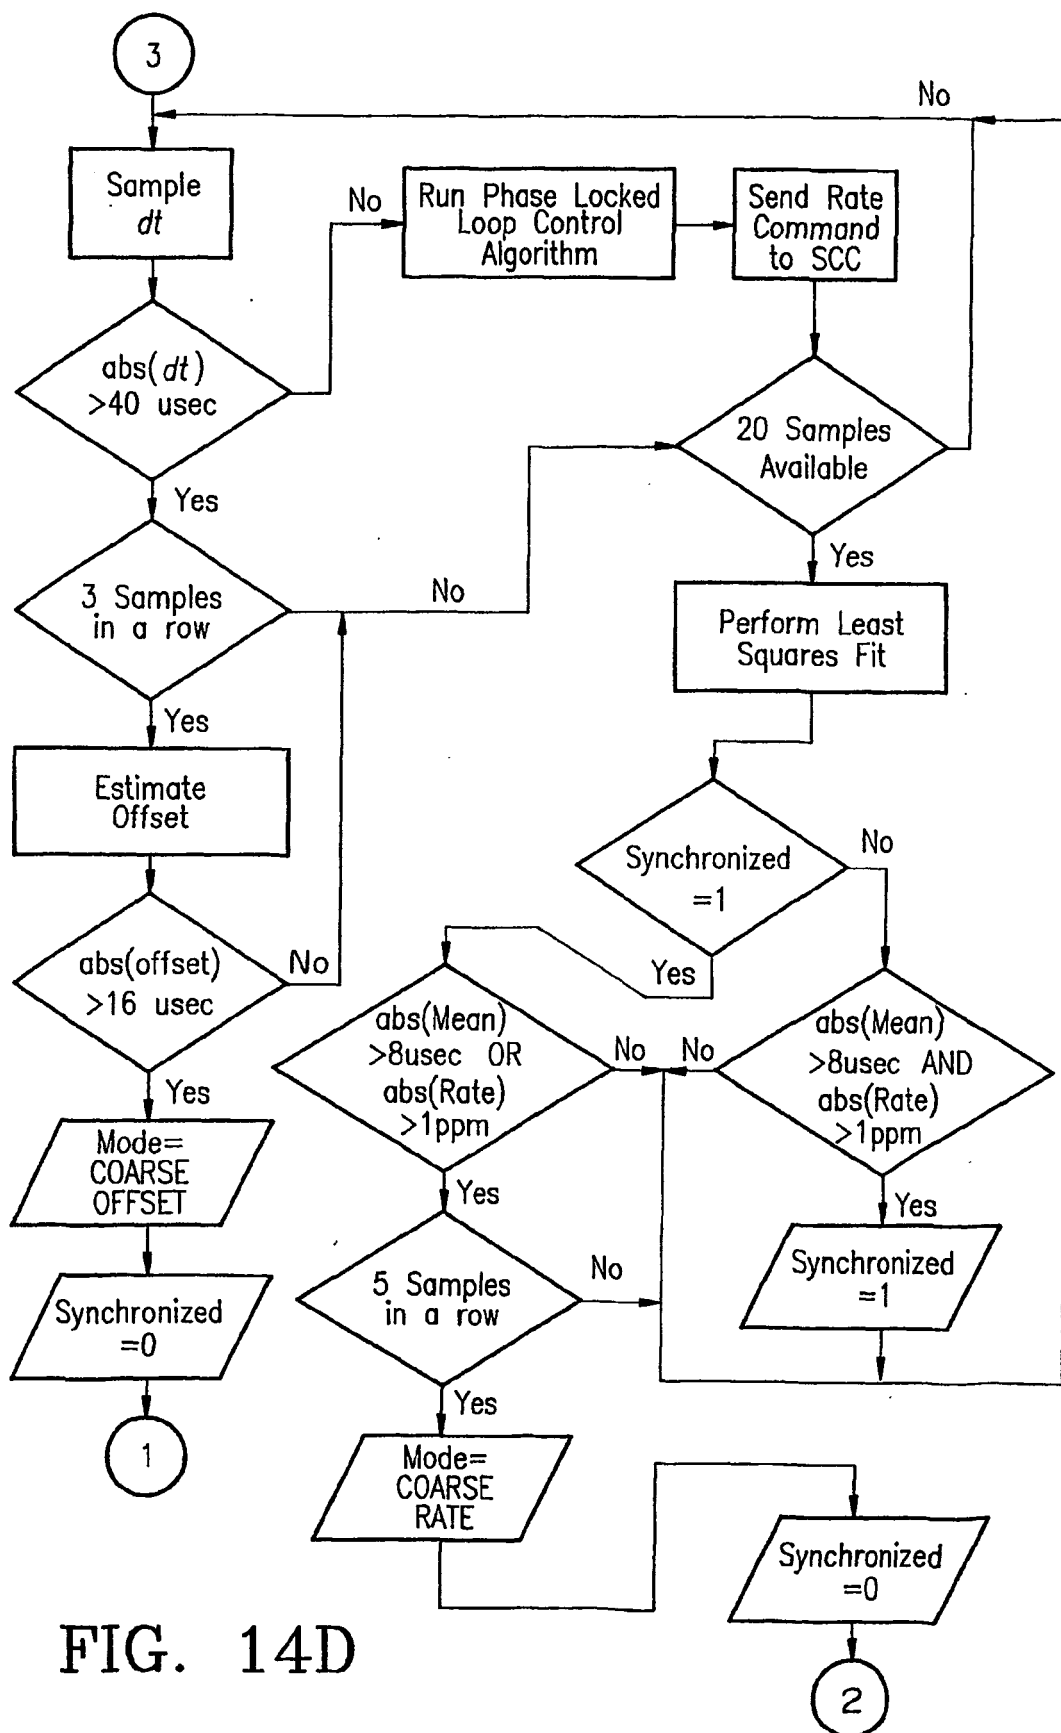 3
No
Sample
dt
No
Run Phase Locked
Loop Control
Algorithm
Send Rate
Command
to SCC
abs(dt)
>40 usec
20 Samples
Available
Yes
Yes
3 Samples
in a row
No
Perform Least
Squares Fit
Yes
Estimate
Offset
Synchronized
=1
No
Yes
abs(offset)
>16 usec
No
abs(Mean)
>8usec OR
abs(Rate)
>1ppm
No
No
abs(Mean)
>8usec AND
abs(Rate)
>1ppm
Yes
Mode=
COARSE
OFFSET
Yes
Yes
Synchronized
=0
5 Samples
in a row
No
Synchronized
=1
Yes
1
Mode=
COARSE
RATE
Synchronized
=0
2
FIG. 14D